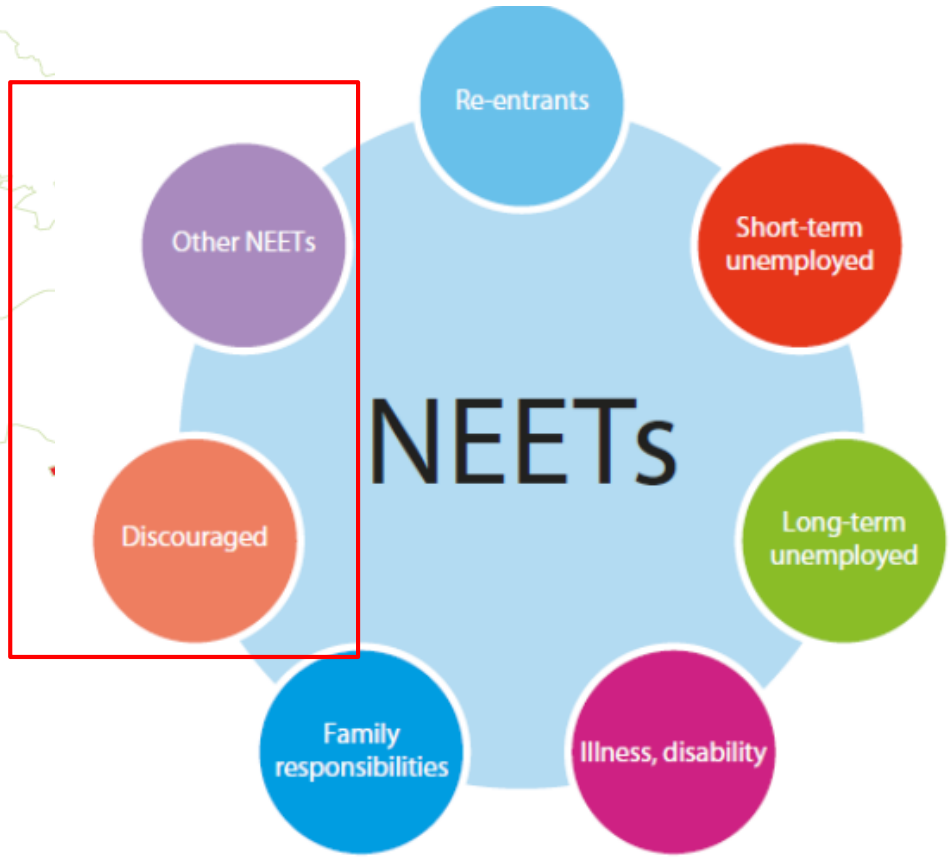 Re-entrants
Short-term
unemployed
Other NEETs
NEETs
Long-term
unemployed
Discouraged
Family
responsibilities
Illness, disability